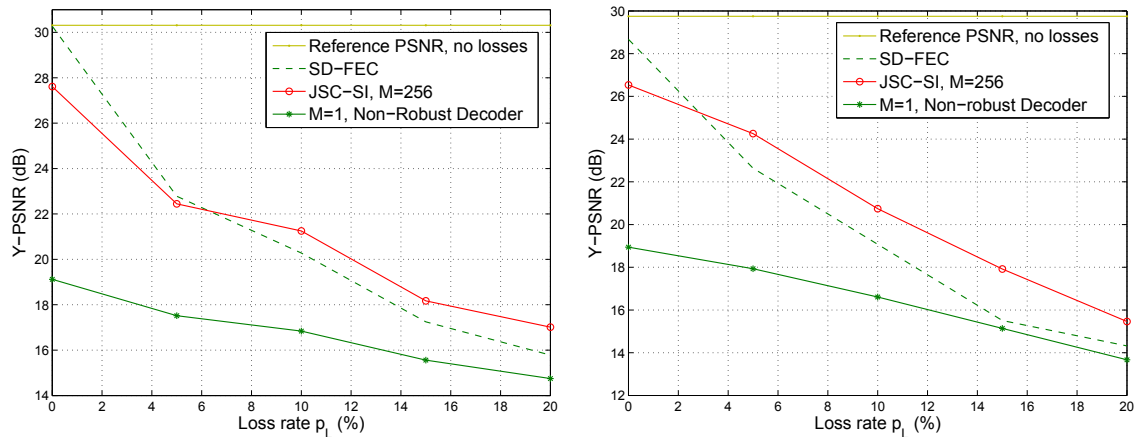 30
28
26
24
22
20
18
16
14
0 2 4 6 8 10 12 14 16 18 20
Y−PSNR (dB)
Loss rate p_l (%)
Reference PSNR, no losses
SD−FEC
JSC−SI, M=256
M=1, Non−Robust Decoder
30
28
26
24
22
20
18
16
14
12
0 2 4 6 8 10 12 14 16 18 20
Y−PSNR (dB)
Loss rate p_l (%)
Reference PSNR, no losses
SD−FEC
JSC−SI, M=256
M=1, Non−Robust Decoder